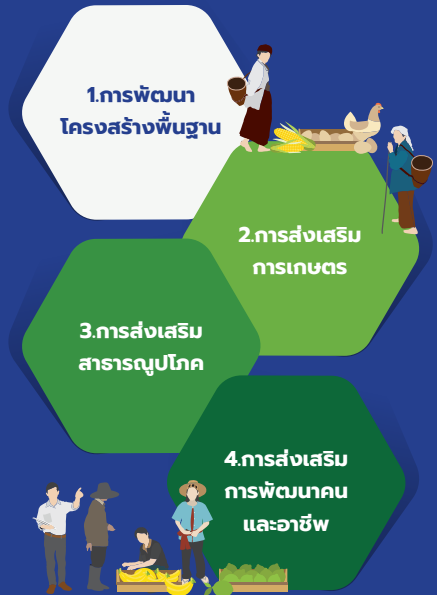 1.การพัฒนา
โครงสร้างพื้นฐาน
2.การส่งเสริม
การเกษตร
3.การส่งเสริม
สาธารณูปโภค
4.การส่งเสริม
การพัฒนาคน
และอาชีพ